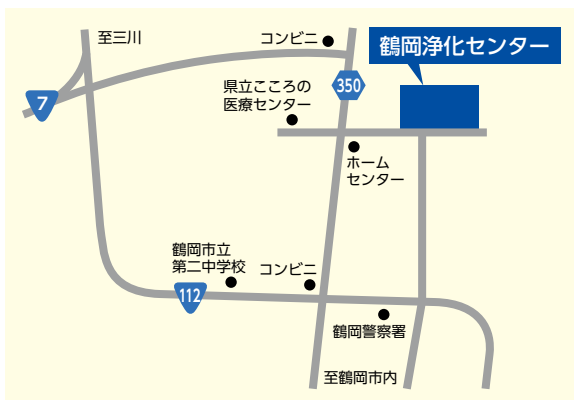 至三川
コンビニ
鶴岡浄化センター
7
350
県立こころの
医療センター
ホーム
センター
鶴岡市立
第二中学校
コンビニ
112
鶴岡警察署
至鶴岡市内